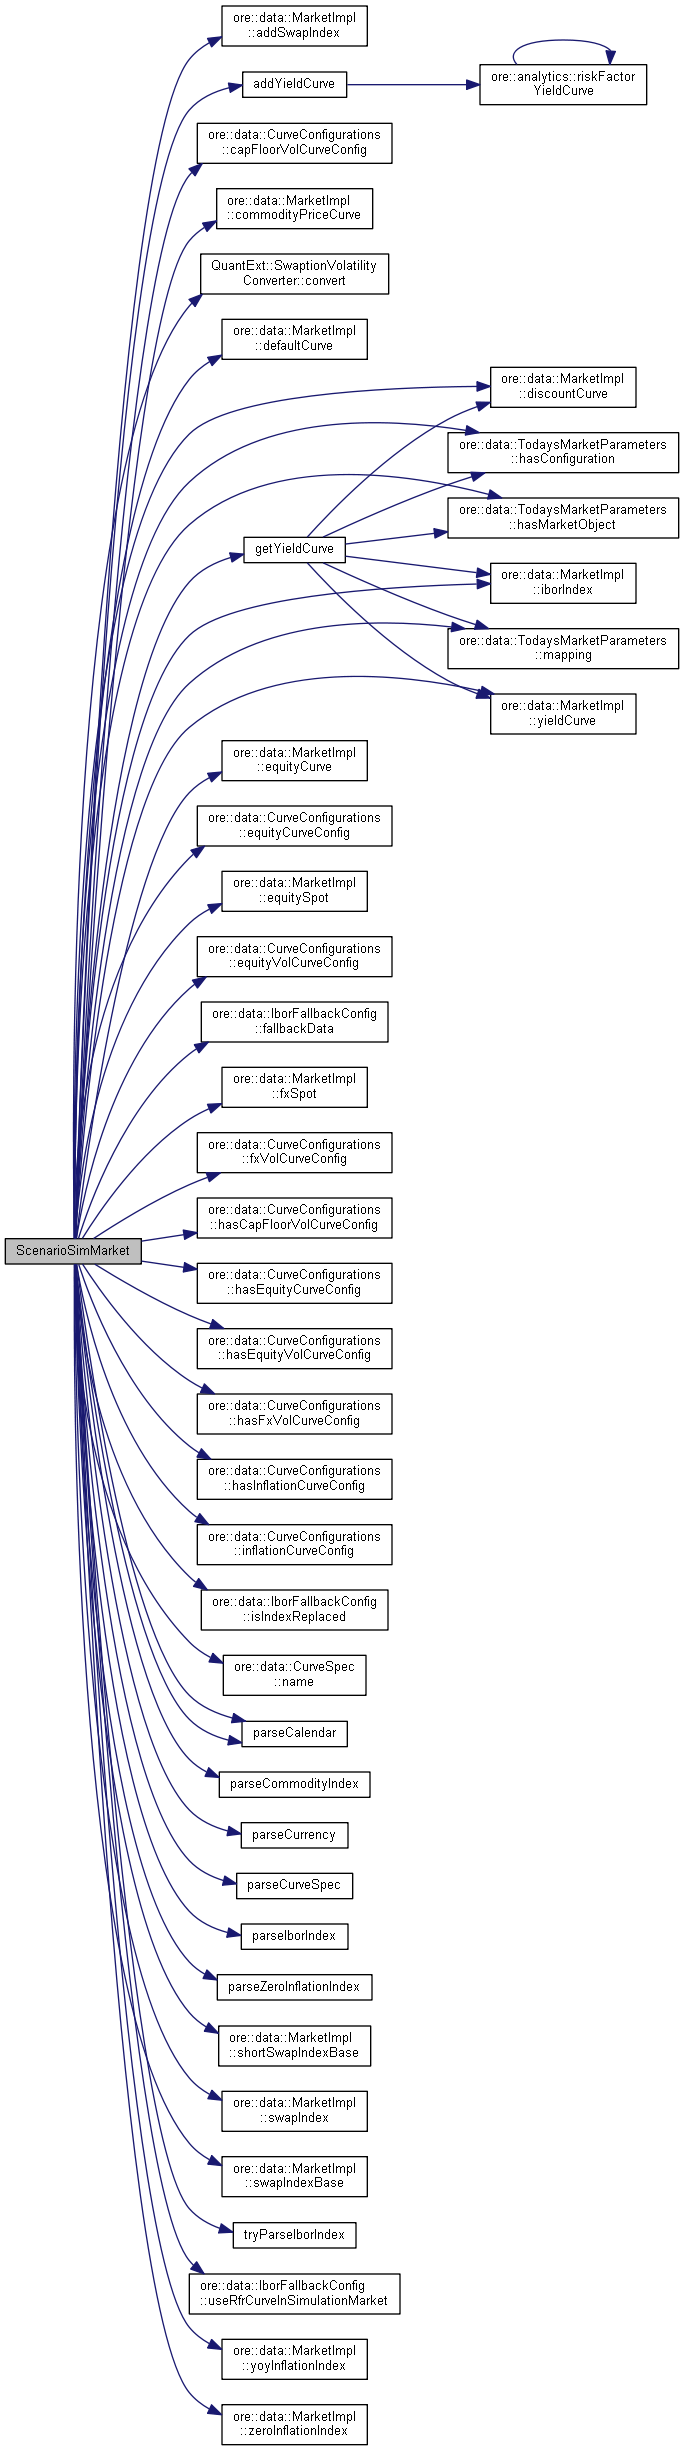 ore::data::MarketImpl
::addSwapIndex
addYieldCurve
ore::analytics::riskFactor
YieldCurve
ore::data::CurveConfigurations
::capFloorVolCurveConfig
ore::data::MarketImpl
::commodityPriceCurve
QuantExt::SwaptionVolatility
Converter::convert
ore::data::MarketImpl
::defaultCurve
ore::data::MarketImpl
::discountCurve
ore::data::TodaysMarketParameters
::hasConfiguration
ore::data::TodaysMarketParameters
::hasMarketObject
getYieldCurve
ore::data::MarketImpl
::iborIndex
ore::data::TodaysMarketParameters
::mapping
ore::data::MarketImpl
::yieldCurve
ore::data::MarketImpl
::equityCurve
ore::data::CurveConfigurations
::equityCurveConfig
ore::data::MarketImpl
::equitySpot
ore::data::CurveConfigurations
::equityVolCurveConfig
ore::data::IborFallbackConfig
::fallbackData
ore::data::MarketImpl
::fxSpot
ore::data::CurveConfigurations
::fxVolCurveConfig
ore::data::CurveConfigurations
::hasCapFloorVolCurveConfig
ScenarioSimMarket
ore::data::CurveConfigurations
::hasEquityCurveConfig
ore::data::CurveConfigurations
::hasEquityVolCurveConfig
ore::data::CurveConfigurations
::hasFxVolCurveConfig
ore::data::CurveConfigurations
::hasInflationCurveConfig
ore::data::CurveConfigurations
::inflationCurveConfig
ore::data::IborFallbackConfig
::isIndexReplaced
ore::data::CurveSpec
::name
parseCalendar
parseCommodityIndex
parseCurrency
parseCurveSpec
parseIborIndex
parseZeroInflationIndex
ore::data::MarketImpl
::shortSwapIndexBase
ore::data::MarketImpl
::swapIndex
ore::data::MarketImpl
::swapIndexBase
tryParseIborIndex
ore::data::IborFallbackConfig
::useRfrCurveInSimulationMarket
ore::data::MarketImpl
::yoyInflationIndex
ore::data::MarketImpl
::zeroInflationIndex